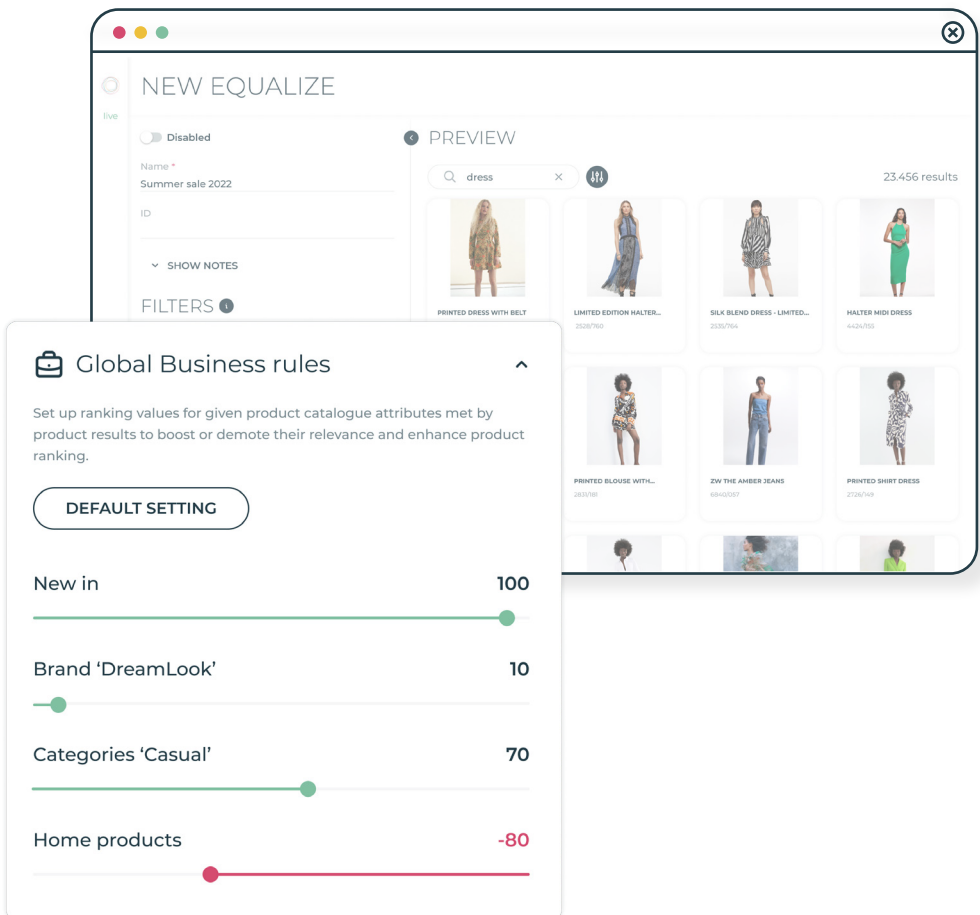 NEW EQUALIZE
live
Disabled
Name *
Summer sale 2022
ID
SHOW NOTES
FILTERS
PREVIEW
dress
23.456 results
PRINTED DRESS WITH BELT
LIMITED EDITION HALTER...
2528/760
SILK BLEND DRESS - LIMITED...
2535/764
HALTER MIDI DRESS
4424/155
PRINTED BLOUSE WITH...
2831/181
ZW THE AMBER JEANS
6840/057
PRINTED SHIRT DRESS
2726/149
Global Business rules
Set up ranking values for given product catalogue attributes met by
product results to boost or demote their relevance and enhance product
ranking.
DEFAULT SETTING
New in 100
Brand ‘DreamLook’ 10
Categories ‘Casual’ 70
Home products -80